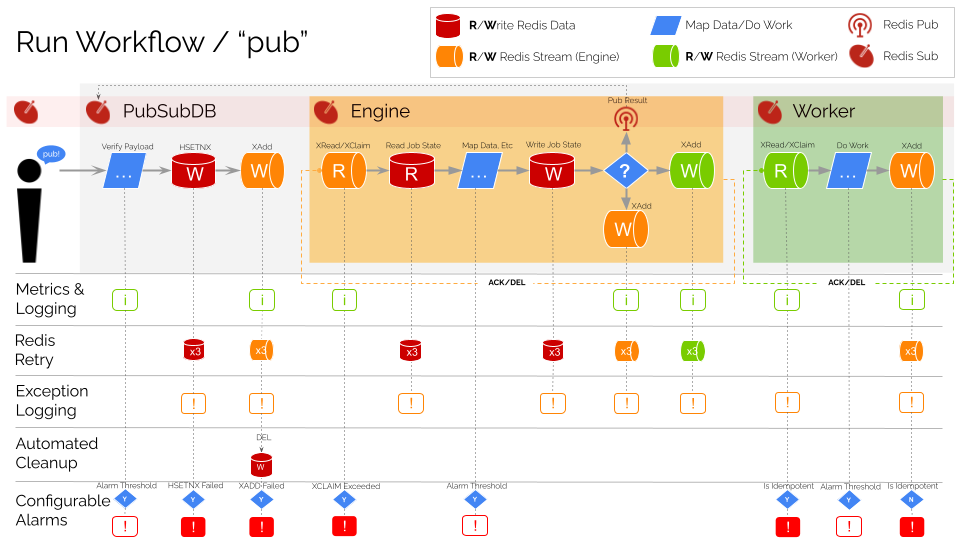 Run Workflow / “pub”
R/Write Redis Data
Map Data/Do Work
Redis Pub
R/W Redis Stream (Engine)
R/W Redis Stream (Worker)
Redis Sub
PubSubDB
Engine
Pub Result
Worker
pub!
Verify Payload
HSETNX
XAdd
XRead/XClaim
Read Job State
Map Data, Etc
Write Job State
XAdd
XRead/XClaim
Do Work
XAdd
...
W
W
R
R
...
W
?
W
R
...
W
XAdd
W
ACK/DEL
ACK/DEL
Metrics &
Logging
i
i
i
i
i
i
i
Redis
Retry
x3
x3
x3
x3
x3
x3
x3
Exception
Logging
!
!
!
!
!
!
!
!
Automated
Cleanup
DEL
W
Configurable
Alarms
Alarm Threshold
HSETNX Failed
XADD Failed
XCLAIM Exceeded
Alarm Threshold
Is Idempotent
Alarm Threshold
Is Idempotent
Y
Y
Y
Y
Y
Y
Y
N
!
!
!
!
!
!
!
!